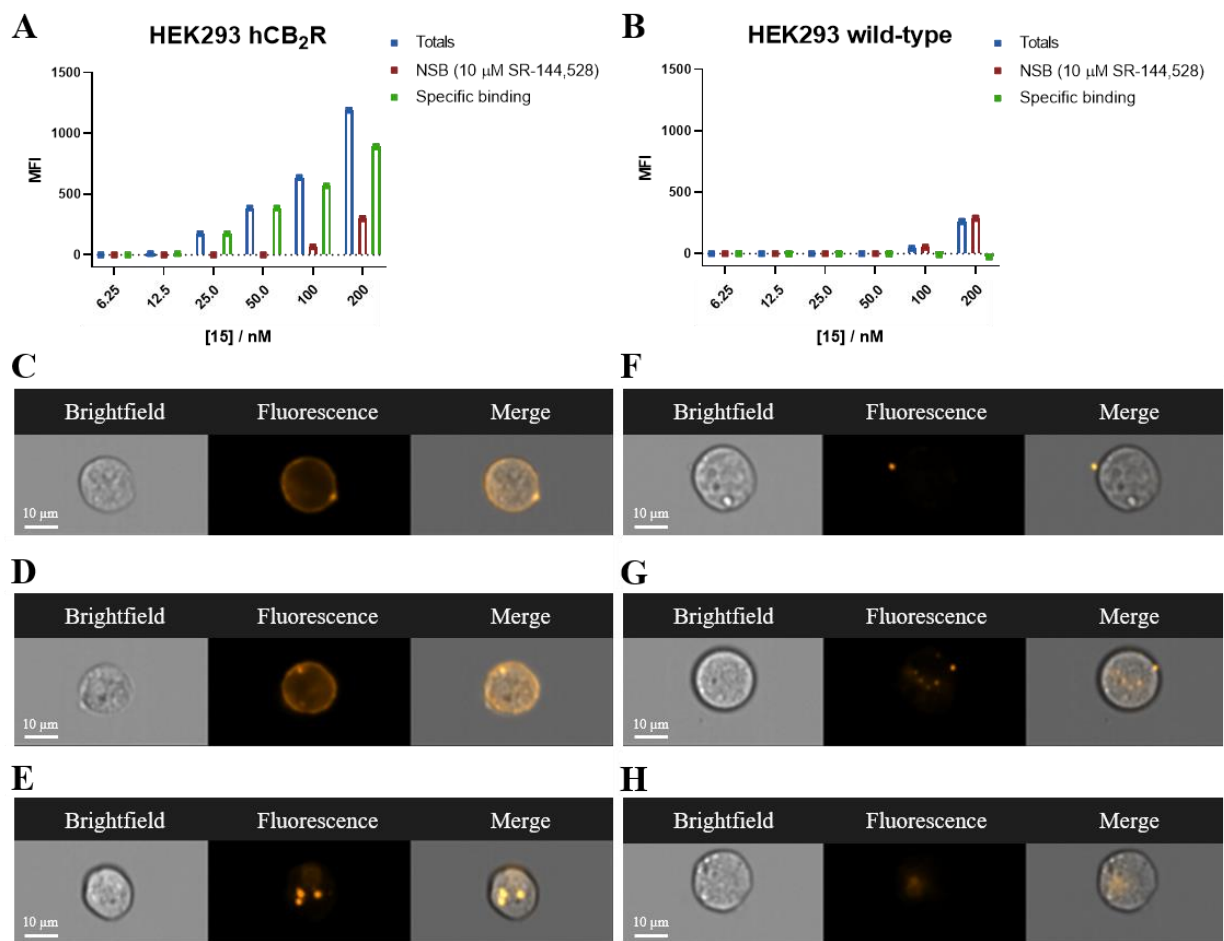 A
HEK293 hCB₂R
Totals
NSB (10 μM SR-144,528)
Specific binding
1500
1000
500
0
MFI
6.25
12.5
25.0
50.0
100
200
[15] / nM
B
HEK293 wild-type
Totals
NSB (10 μM SR-144,528)
Specific binding
1500
1000
500
0
MFI
6.25
12.5
25.0
50.0
100
200
[15] / nM
C
Brightfield Fluorescence Merge
10 μm
F
Brightfield Fluorescence Merge
10 μm
D
Brightfield Fluorescence Merge
10 μm
G
Brightfield Fluorescence Merge
10 μm
E
Brightfield Fluorescence Merge
10 μm
H
Brightfield Fluorescence Merge
10 μm